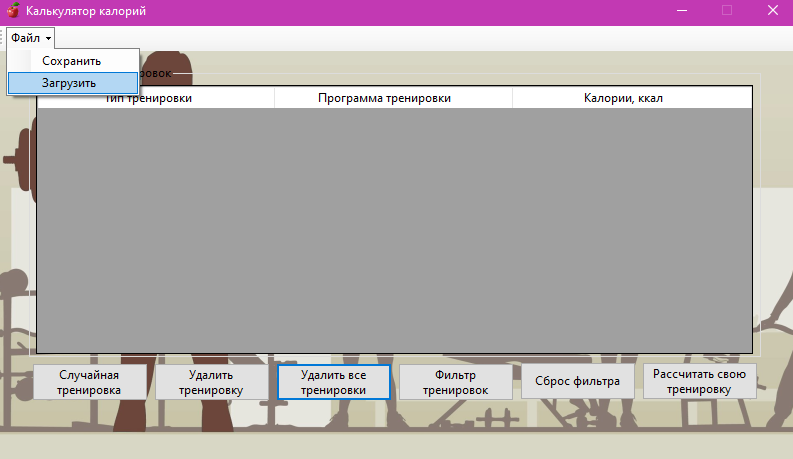 Калькулятор калорий
Файл
Сохранить
Загрузить
ровок
Тип тренировки
Программа тренировки
Калории, ккал
Случайная
тренировка
Удалить
тренировку
Удалить все
тренировки
Фильтр
тренировок
Сброс фильтра
Рассчитать свою
тренировку